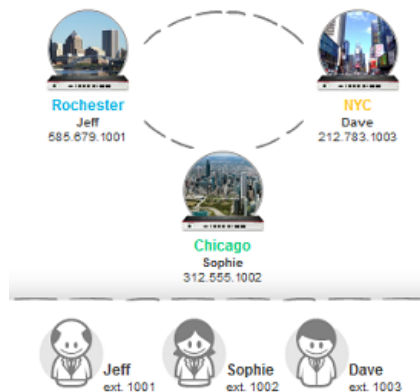 Rochester
Jeff
585.679.1001
NYC
Dave
212.783.1003
Chicago
Sophie
312.555.1002
Jeff
ext. 1001
Sophie
ext. 1002
Dave
ext. 1003